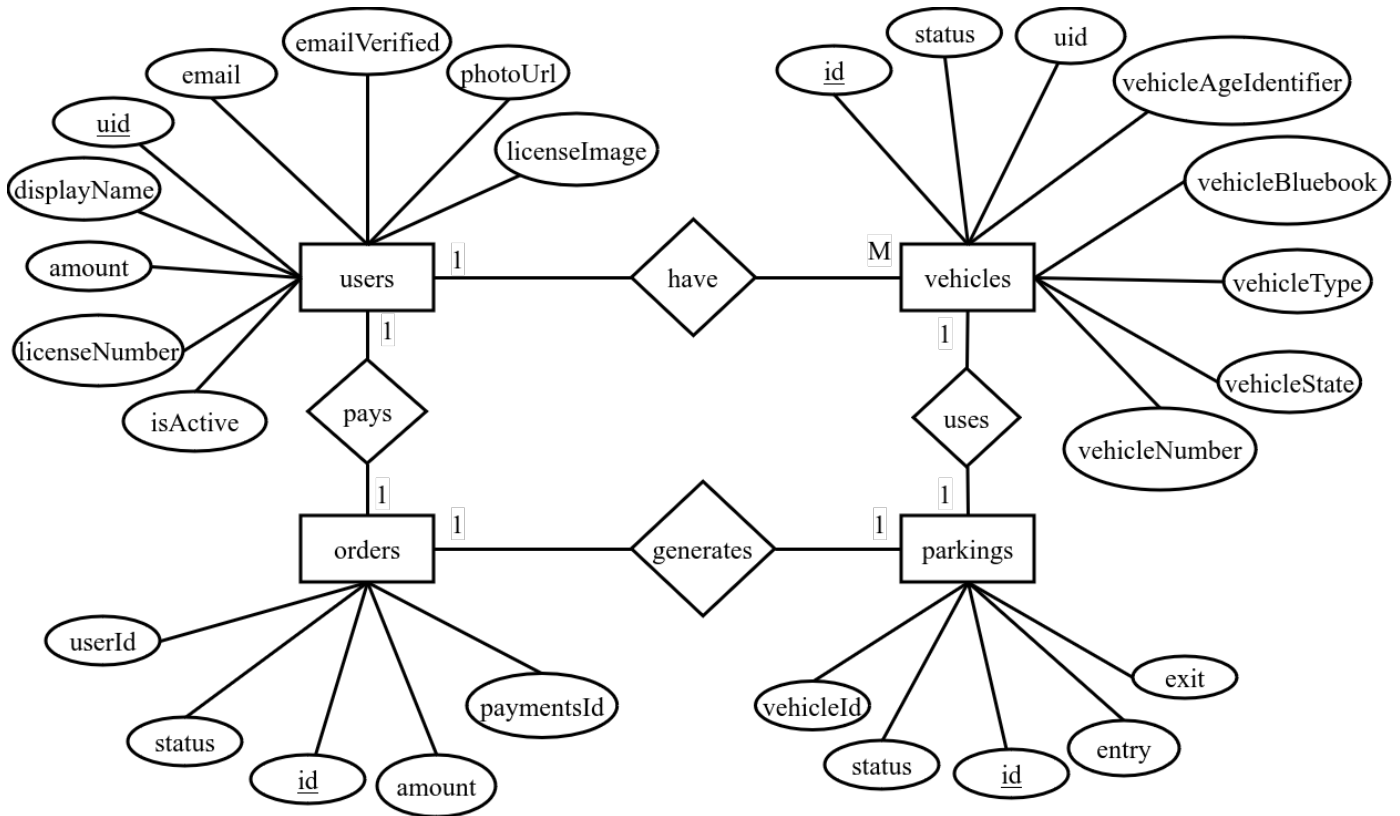 emailVerified
status
uid
email
photoUrl
id
vehicleAgeIdentifier
uid
licenseImage
displayName
vehicleBluebook
amount
users
1
have
M
vehicles
vehicleType
1
1
licenseNumber
vehicleState
isActive
pays
uses
vehicleNumber
1
1
orders
1
generates
1
parkings
userId
exit
paymentsId
vehicleId
status
entry
status
id
amount
id